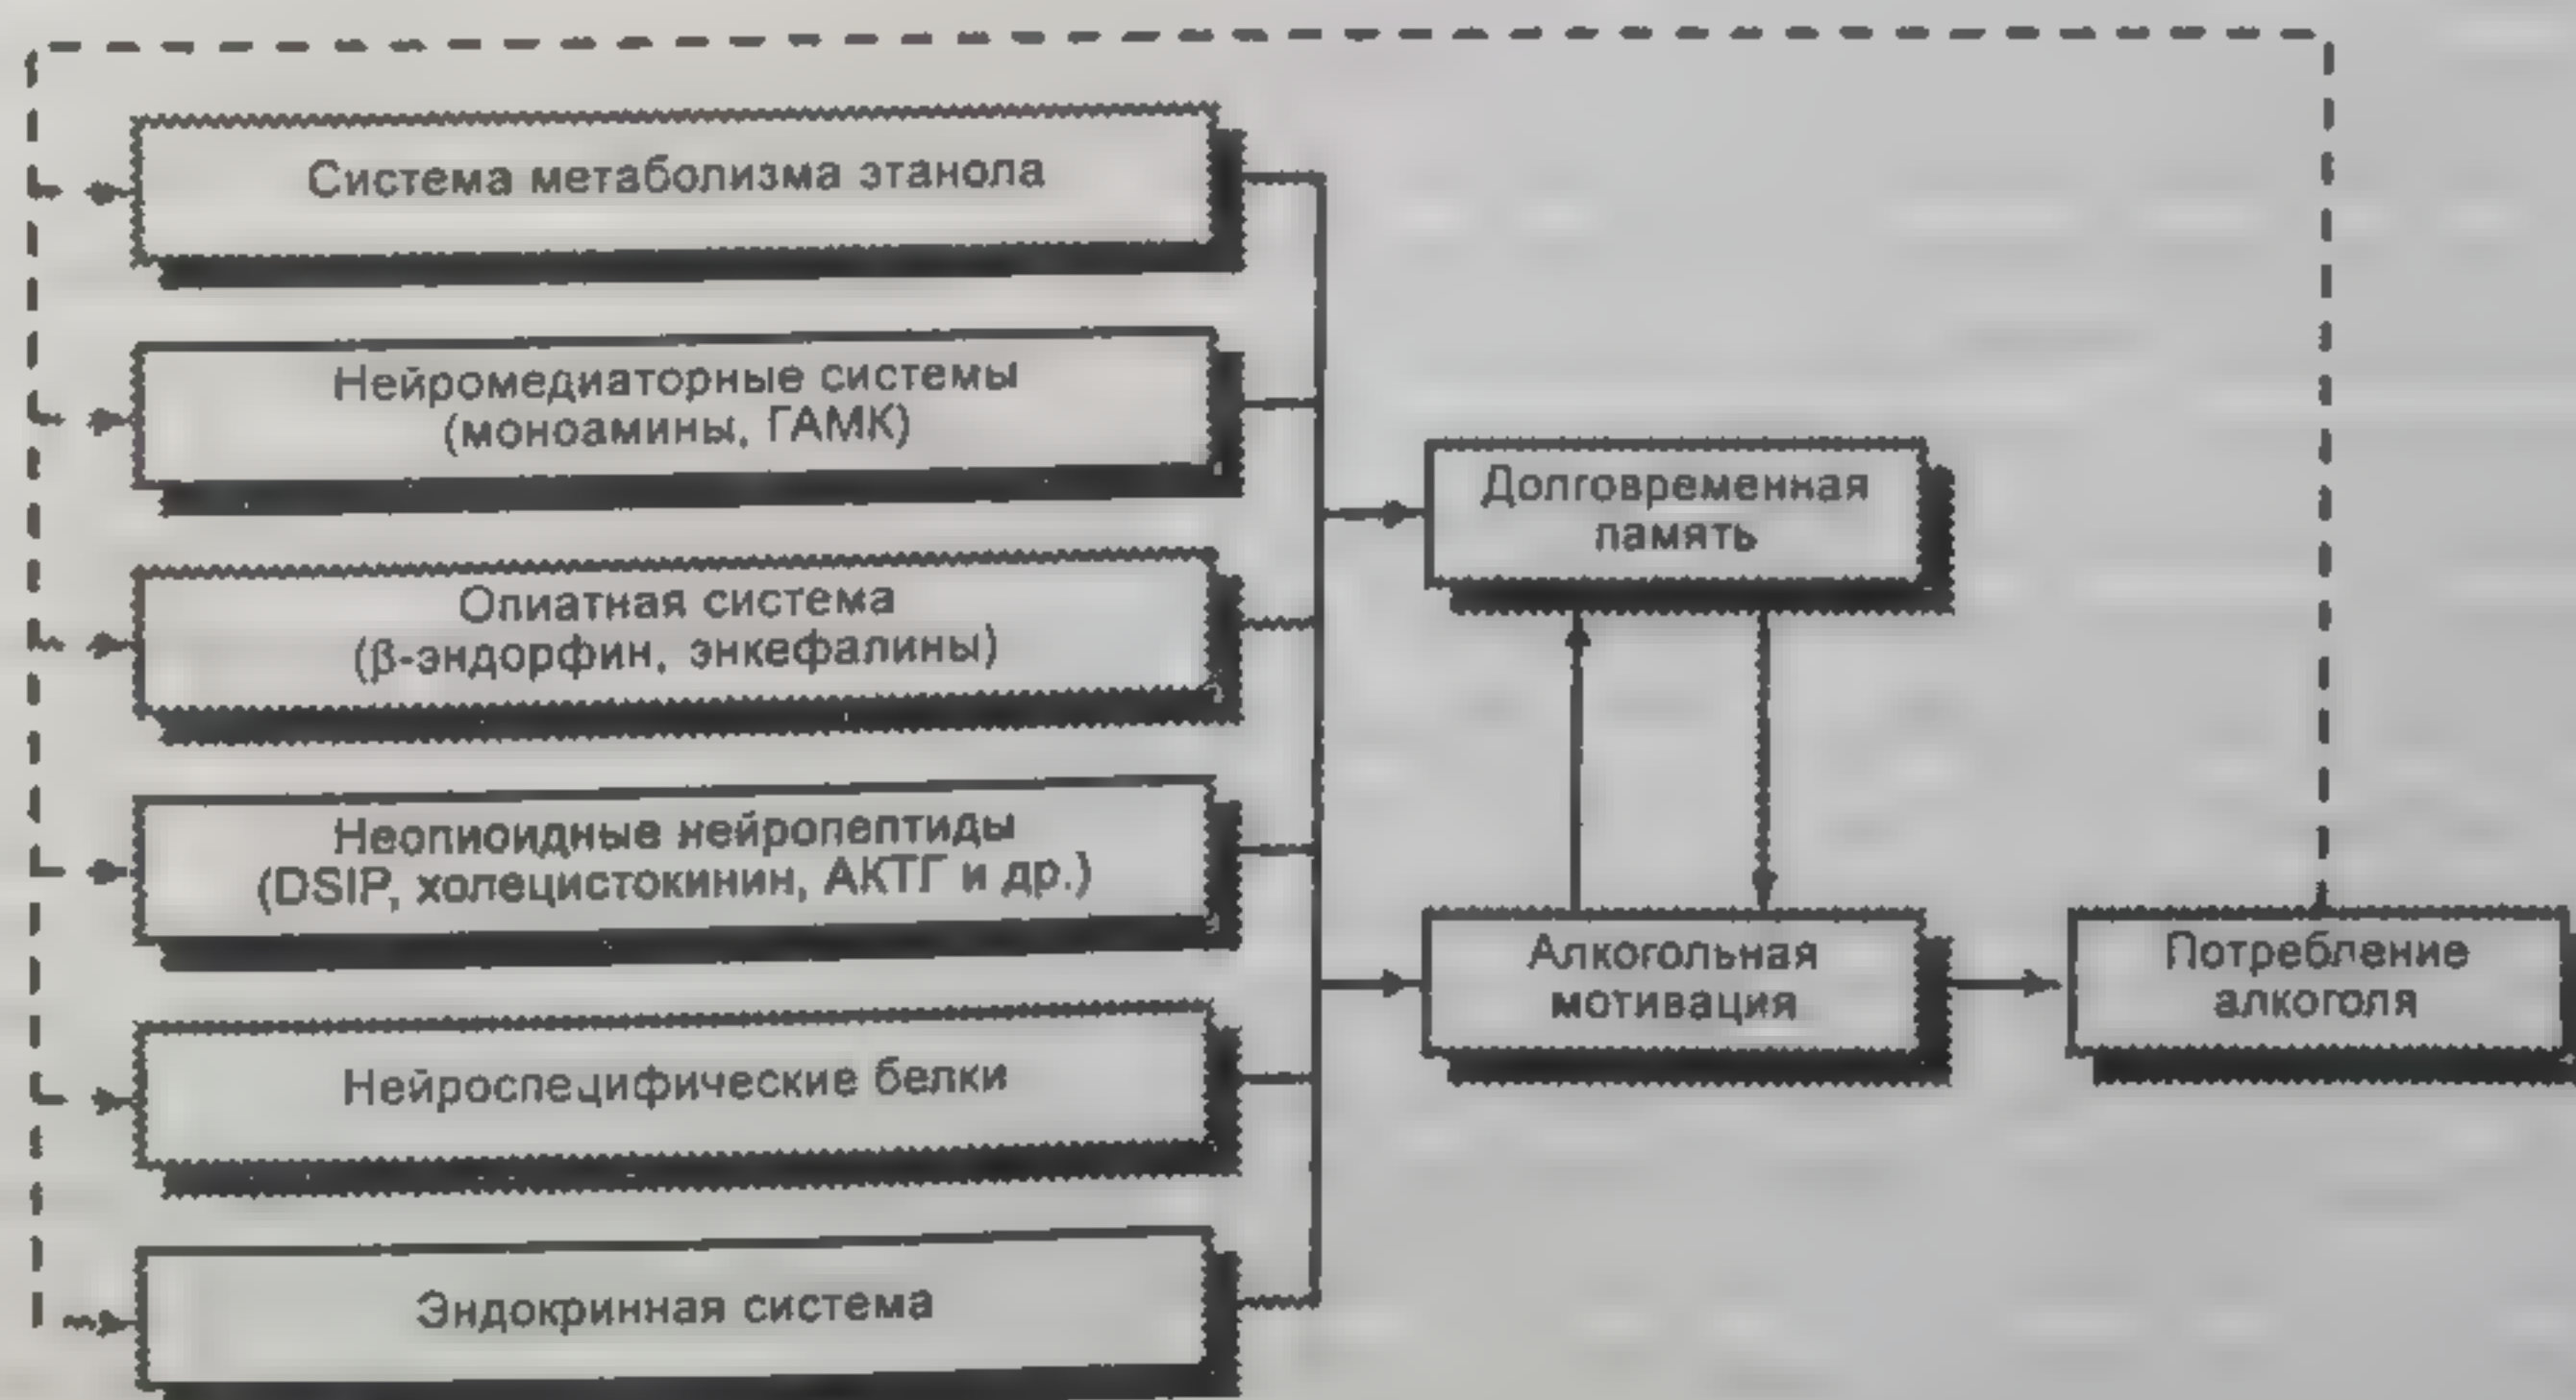 Система метаболизма этанола
Нейромедиаторные системы
(моноамины, ГАМК)
Опиатная система
(β-эндорфин, энкефалины)
Неопиоидные нейропептиды
(DSIP, холецистокинин, АКТГ и др.)
Нейроспецифические белки
Эндокринная система
Долговременная
память
Алкогольная
мотивация
Потребление
алкоголя